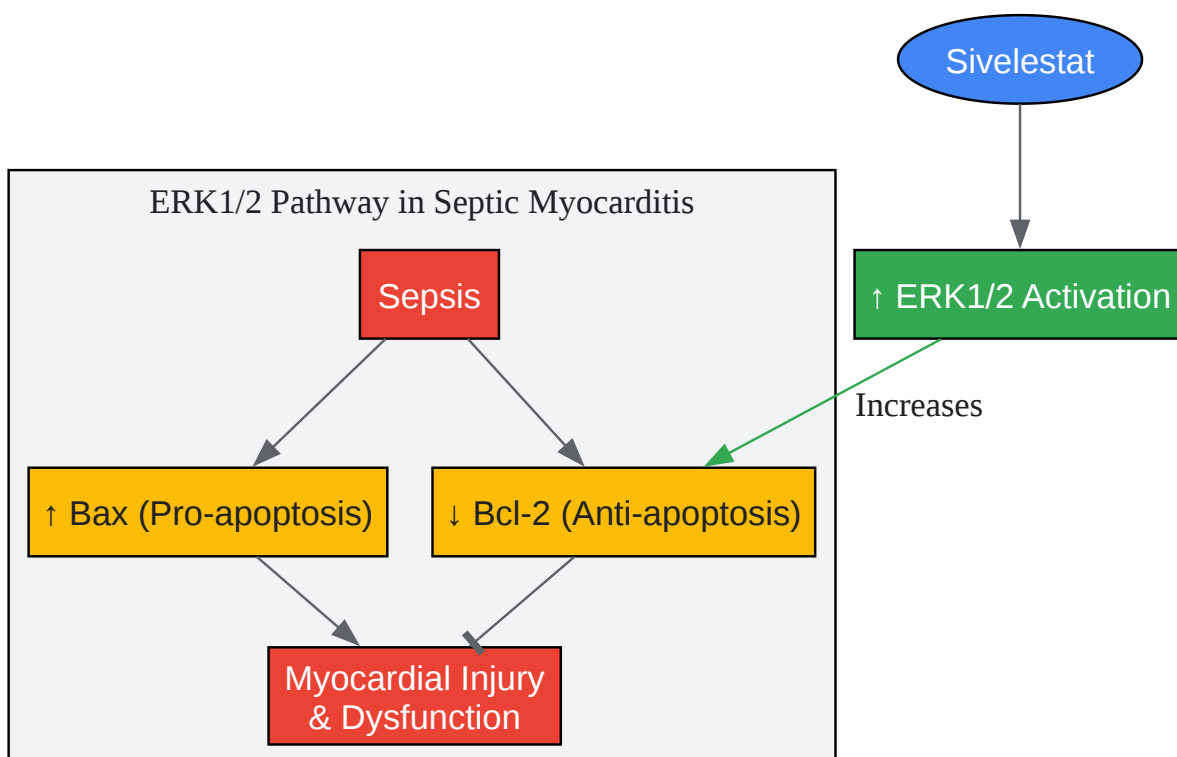 Sivelestat
ERK1/2 Pathway in Septic Myocarditis
Sepsis
↑ ERK1/2 Activation
Increases
↑ Bax (Pro-apoptosis)
↓ Bcl-2 (Anti-apoptosis)
Myocardial Injury
& Dysfunction